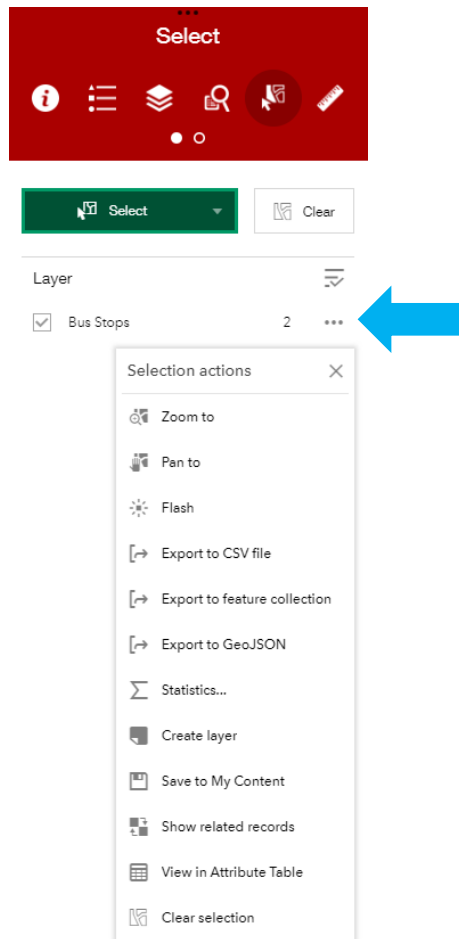 Select
Select
Clear
Layer
Bus Stops 2
Selection actions
Zoom to
Pan to
Flash
Export to CSV file
Export to feature collection
Export to GeoJSON
Statistics...
Create layer
Save to My Content
Show related records
View in Attribute Table
Clear selection